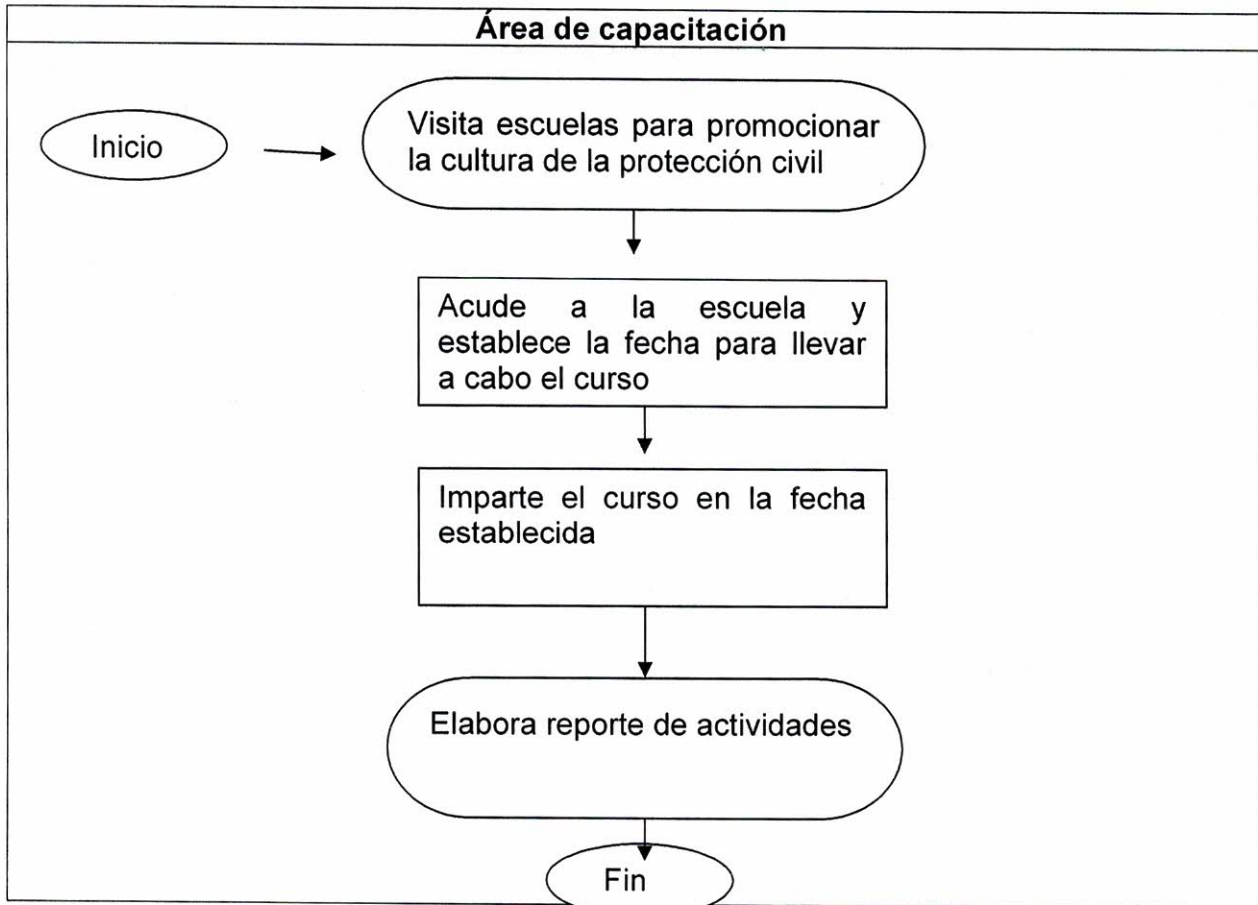 Área de capacitación
Inicio
Visita escuelas para promocionar
la cultura de la protección civil
Acude a la escuela y
establece la fecha para llevar
a cabo el curso
Imparte el curso en la fecha
establecida
Elabora reporte de actividades
Fin